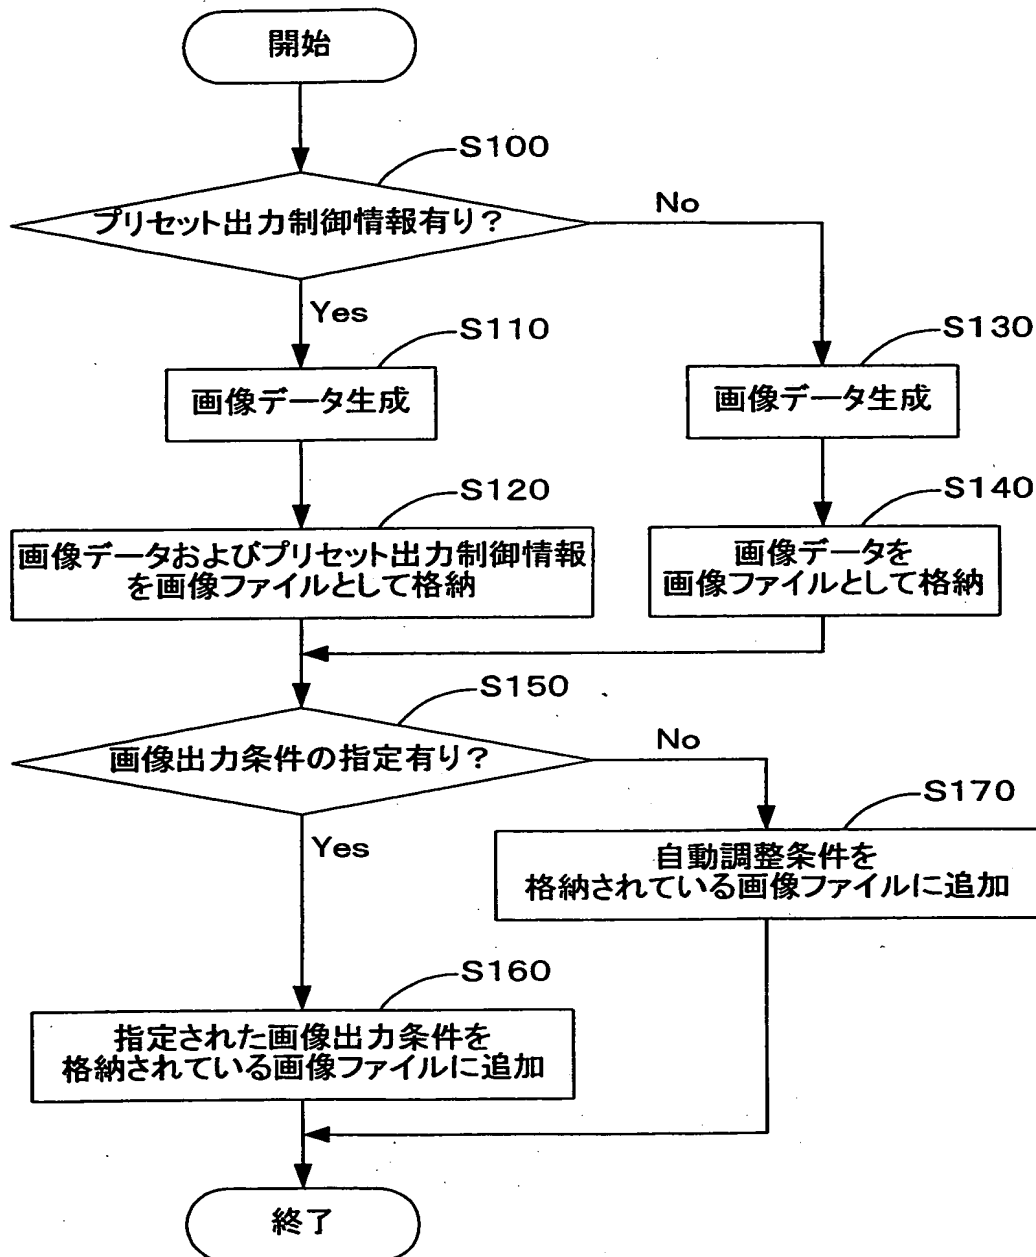 開始
S100
プリセット出力制御情報有り?
No
Yes
S110
S130
画像データ生成
画像データ生成
S120
S140
画像データおよびプリセット出力制御情報
を画像ファイルとして格納
画像データを
画像ファイルとして格納
S150
画像出力条件の指定有り?
No
Yes
S170
自動調整条件を
格納されている画像ファイルに追加
S160
指定された画像出力条件を
格納されている画像ファイルに追加
終了